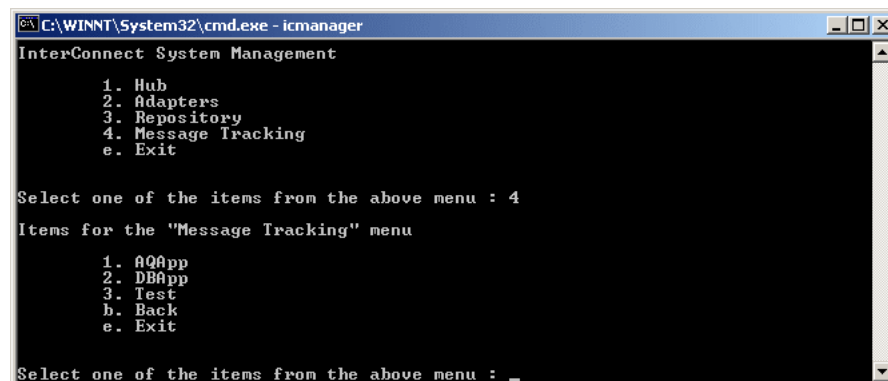 C:\WINNT\System32\cmd.exe - icmanager
InterConnect System Management
1. Hub
2. Adapters
3. Repository
4. Message Tracking
e. Exit
Select one of the items from the above menu : 4
Items for the "Message Tracking" menu
1. AQApp
2. DBApp
3. Test
b. Back
e. Exit
Select one of the items from the above menu : _